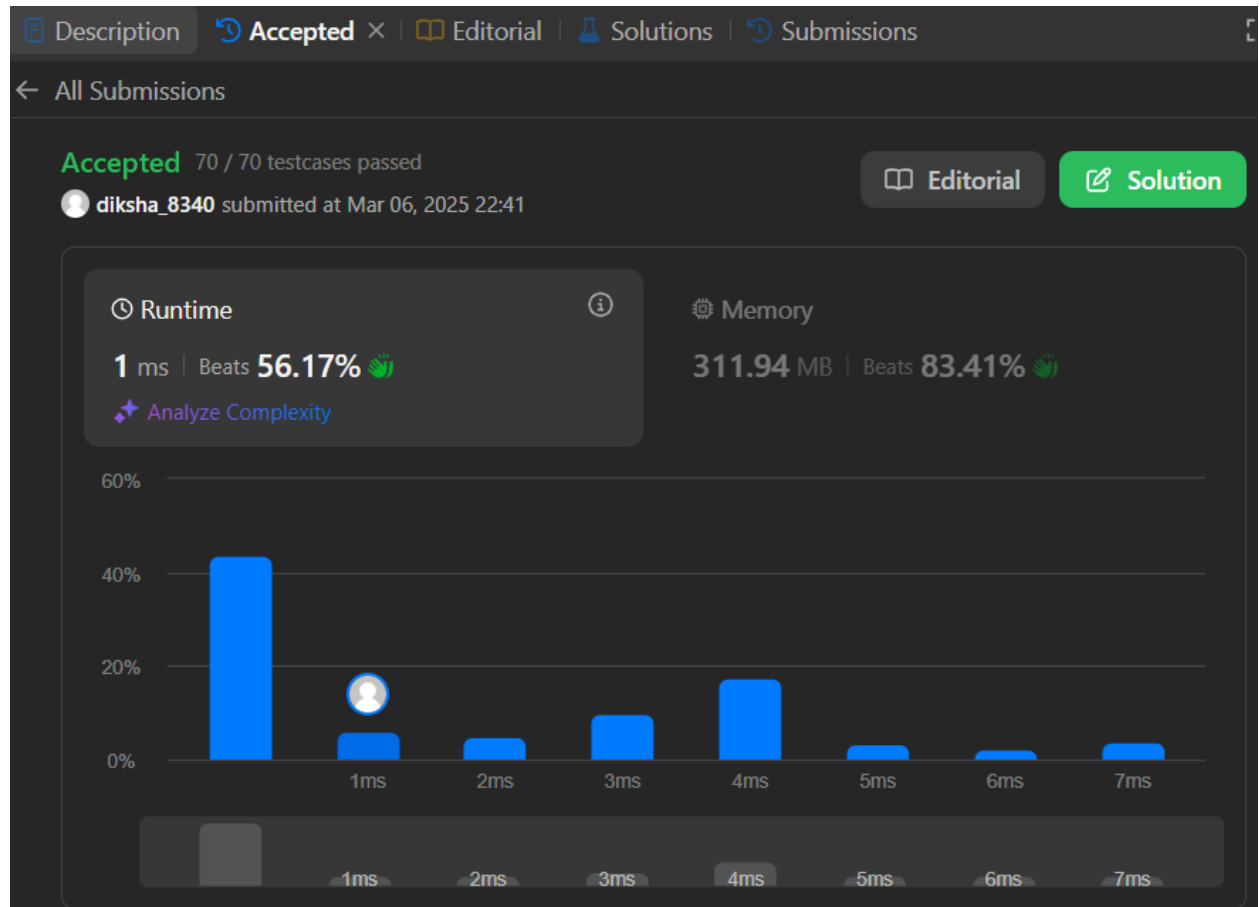 Description Accepted Editorial Solutions Submissions
All Submissions
Accepted 70 / 70 testcases passed
Editorial Solution
diksha_8340 submitted at Mar 06, 2025 22:41
Runtime Memory
1 ms Beats 56.17% 311.94 MB Beats 83.41%
Analyze Complexity
60%
40%
20%
0%
1ms 2ms 3ms 4ms 5ms 6ms 7ms
1ms 2ms 3ms 4ms 5ms 6ms 7ms